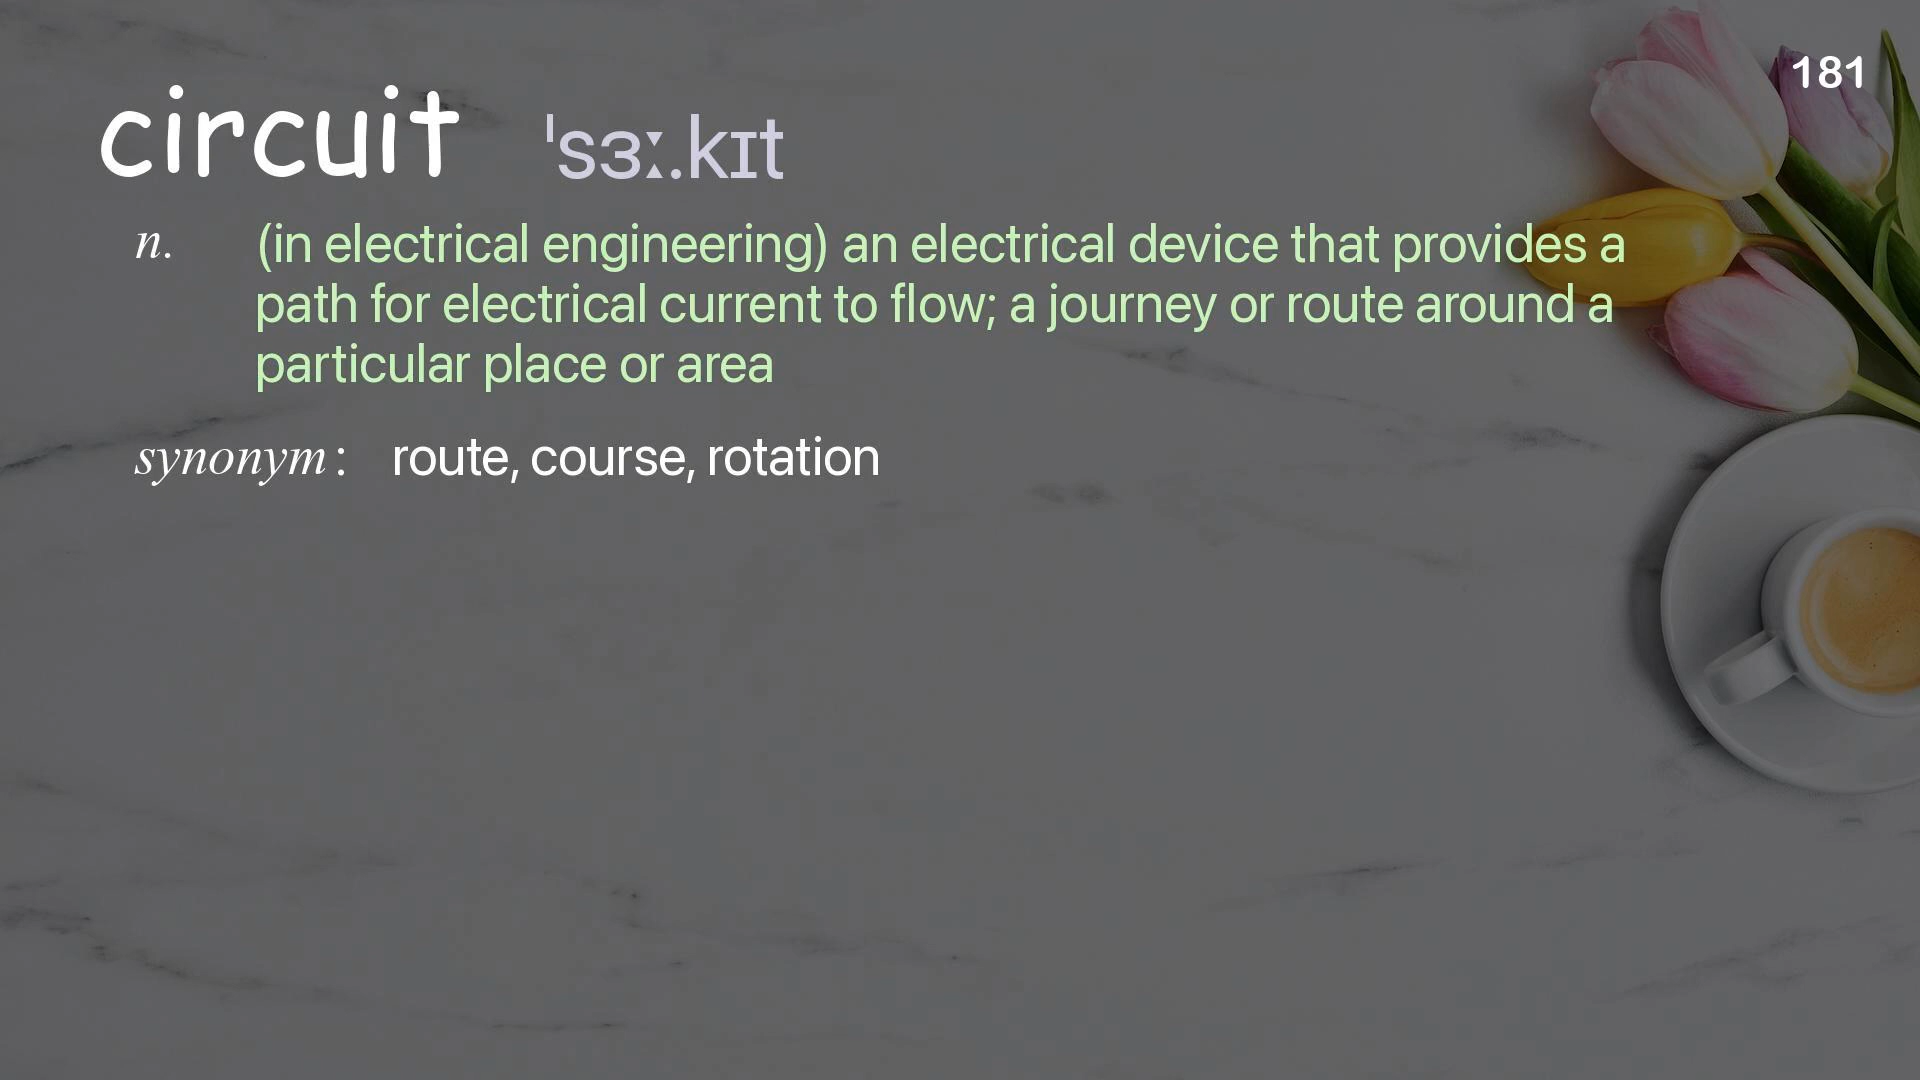 181
circuit ˈsɜː.kɪt
n. (in electrical engineering) an electrical device that provides a
path for electrical current to flow; a journey or route around a
particular place or area
synonym: route, course, rotation